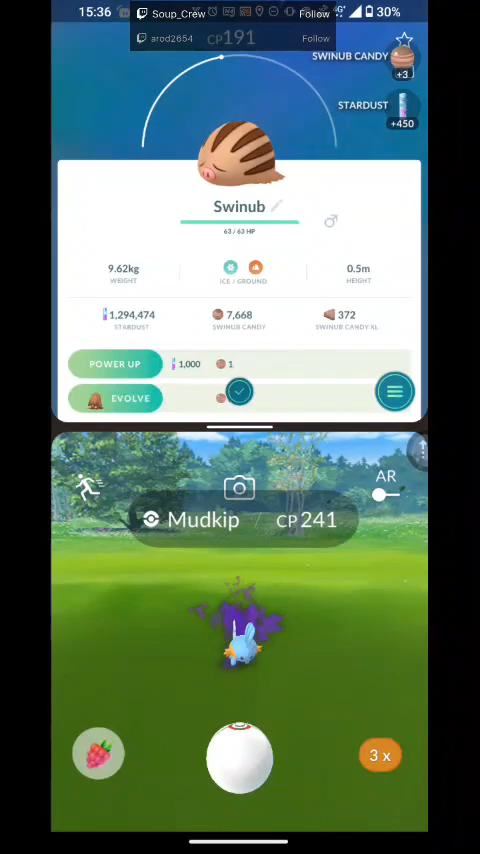 15:36
Soup_Crew
Follow
4G
30%
arod2654
CP191
Follow
SWINUB CANDY
+3
STARDUST
+450
Swinub
63 / 63 HP
9.62kg
WEIGHT
ICE / GROUND
0.5m
HEIGHT
1,294,474
STARDUST
7,668
SWINUB CANDY
372
SWINUB CANDY XL
POWER UP
1,000
1
EVOLVE
AR
Mudkip / CP241
3 x